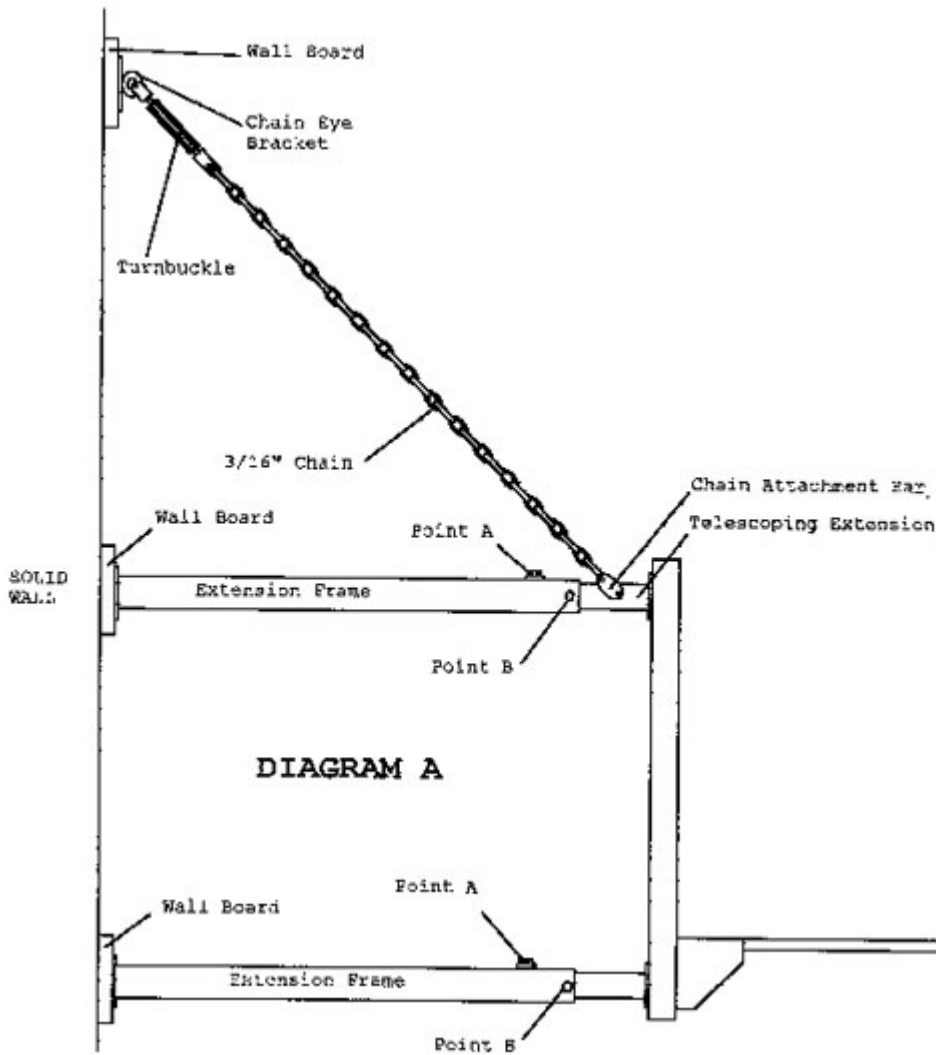 Wall Board
Chain Eye
Bracket
Turnbuckle
3/16" Chain
Chain Attachment Ear
Telescoping Extension
Point A
Wall Board
SOLID
WALL
Extension Frame
Point B
DIAGRAM A
Point A
Wall Board
Extension Frame
Point B